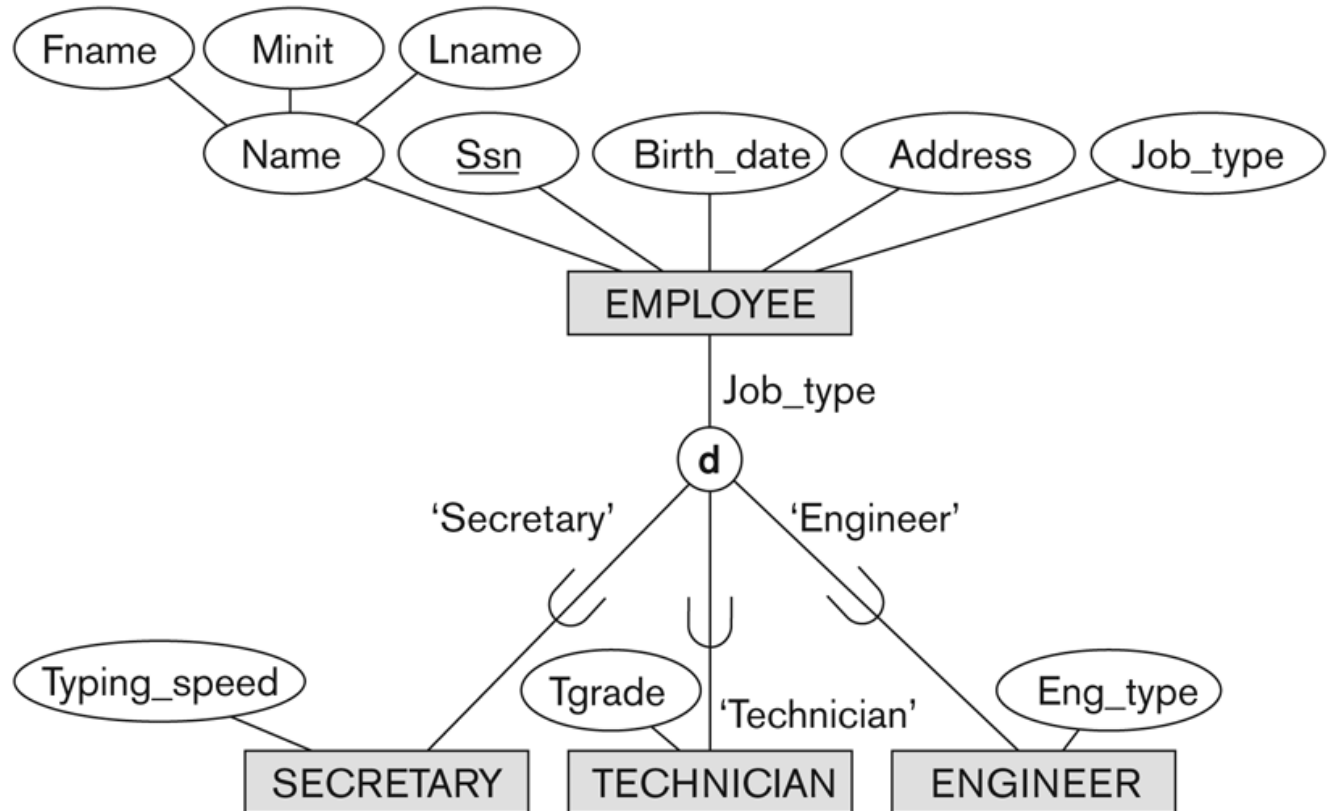 Fname Minit Lname
Name Ssn Birth_date Address Job_type
EMPLOYEE
Job_type
d
‘Secretary’ ‘Engineer’
Typing_speed Tgrade Eng_type
‘Technician’
SECRETARY TECHNICIAN ENGINEER